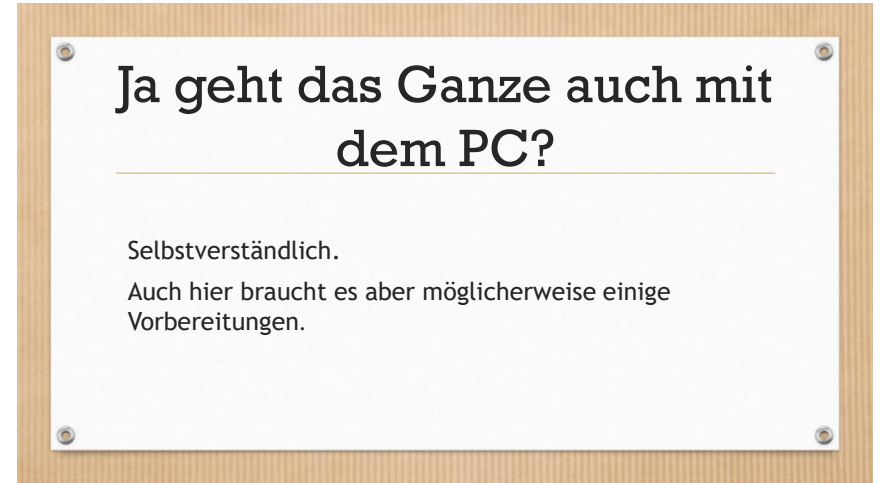 Ja geht das Ganze auch mit
dem PC?
Selbstverständlich.
Auch hier braucht es aber möglicherweise einige
Vorbereitungen.